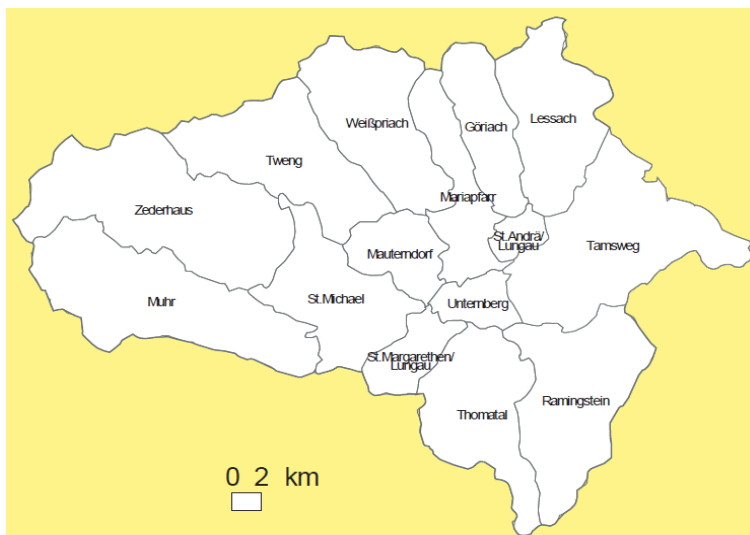 Weißpriach
Göriach
Lessach
Tweng
Mariapfarr
Zederhaus
St.Andrä/
Lungau
Tamsweg
Mauterndorf
Muhr
St.Michael
Unternberg
St.Margarethen/
Lungau
Thomatal
Ramingstein
0 2 km